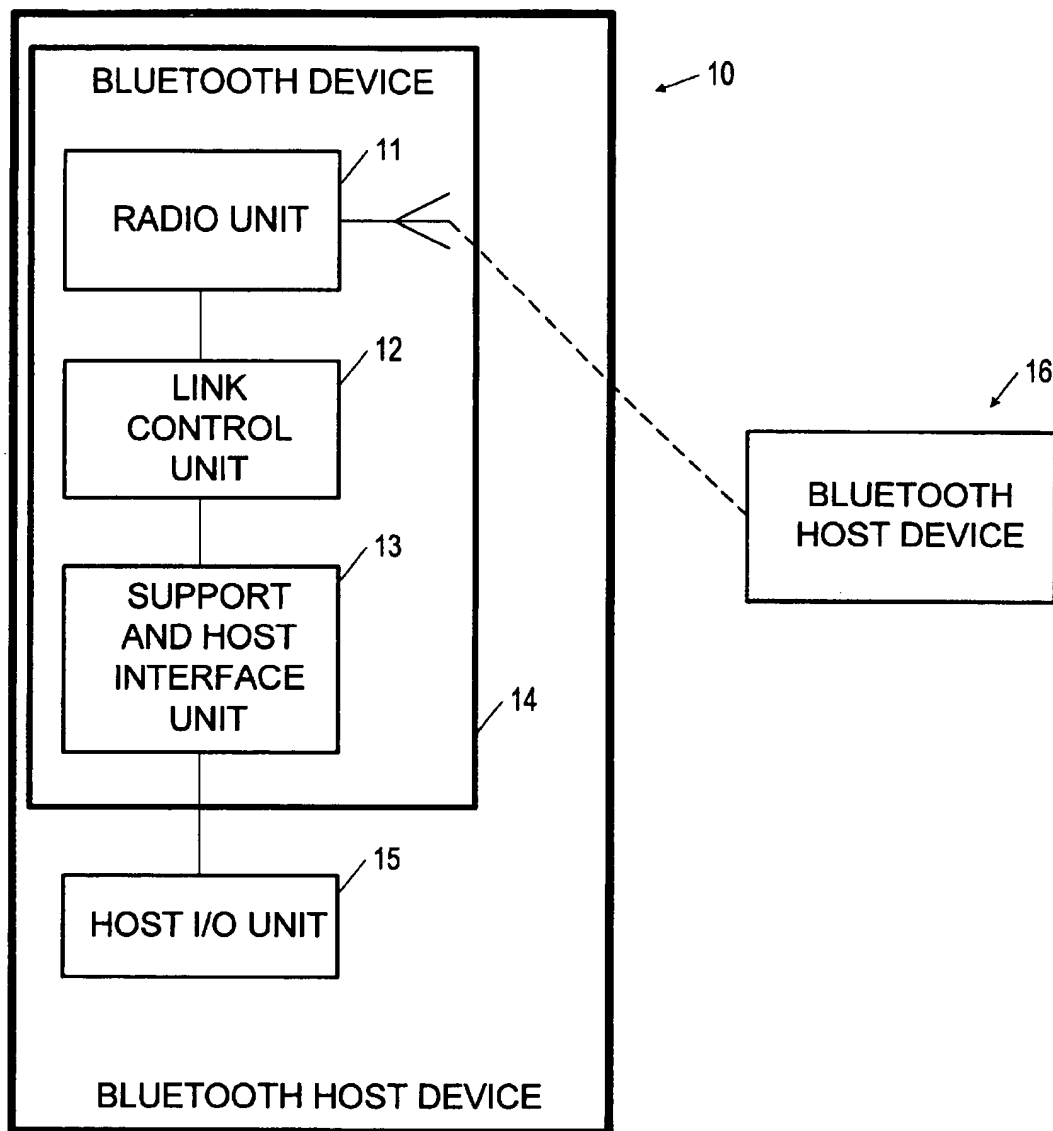 BLUETOOTH DEVICE
10
11
RADIO UNIT
12
LINK
CONTROL
UNIT
16
BLUETOOTH
HOST DEVICE
13
SUPPORT
AND HOST
INTERFACE
UNIT
14
15
HOST I/O UNIT
BLUETOOTH HOST DEVICE